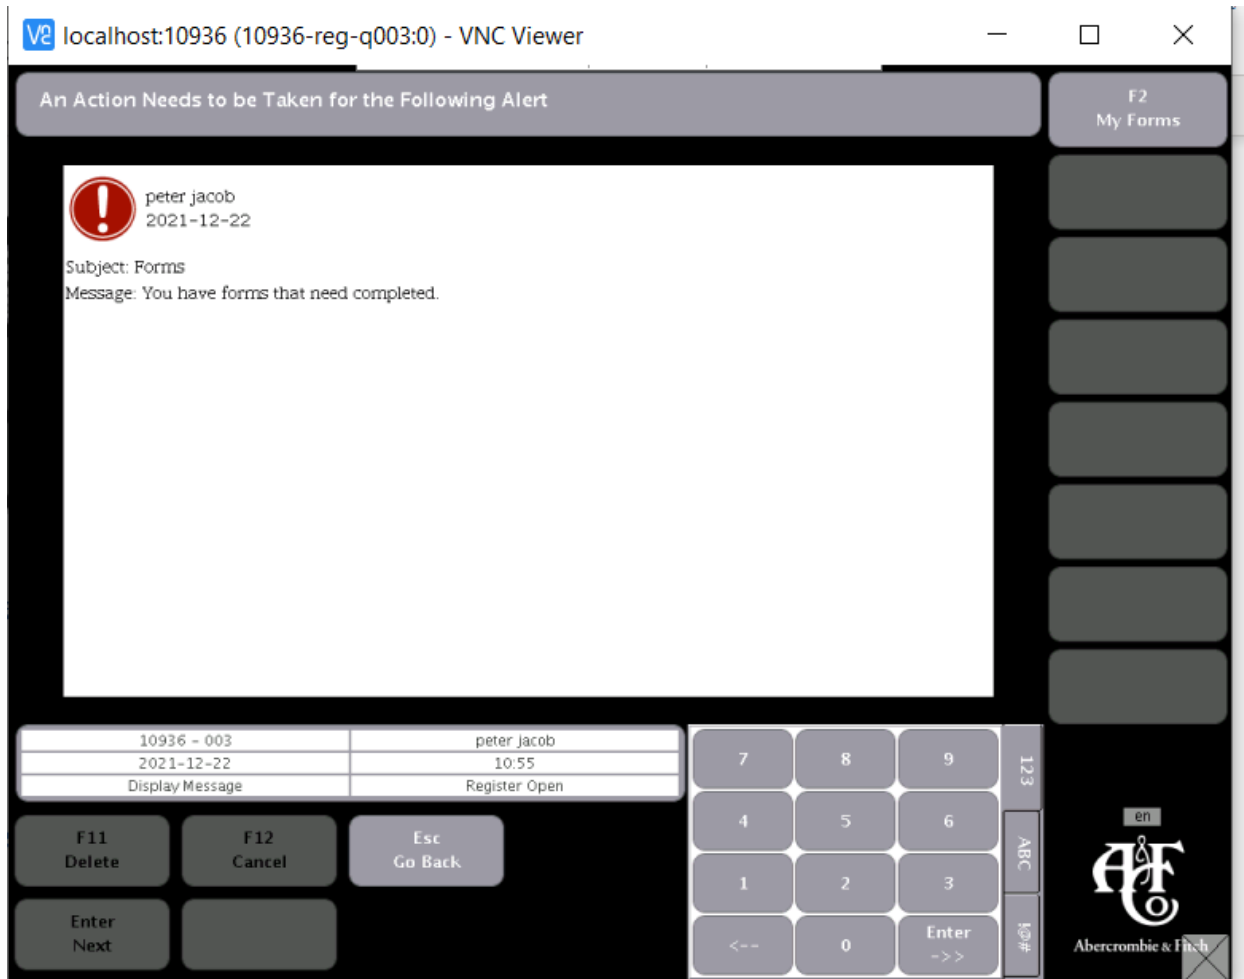 V2 localhost:10936 (10936-reg-q003:0) - VNC Viewer
An Action Needs to be Taken for the Following Alert
F2
My Forms
peter jacob
2021-12-22
Subject: Forms
Message: You have forms that need completed.
10936 - 003
peter jacob
2021-12-22
10:55
Display Message
Register Open
F11
Delete
F12
Cancel
Esc
Go Back
Enter
Next
7
8
9
4
5
6
1
2
3
<--
0
Enter
->>
123
ABC
!@#
en
A&F
Co
Abercrombie & Fitch